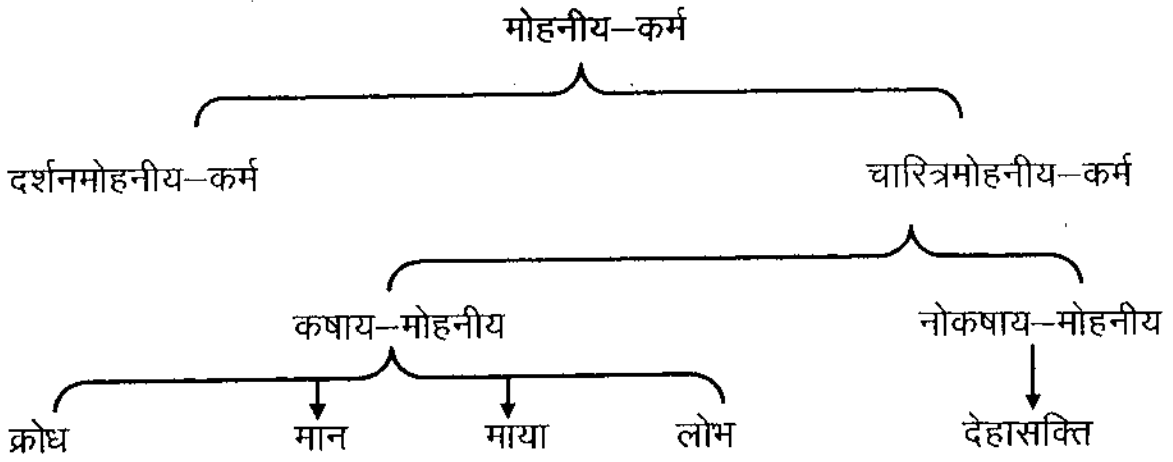 मोहनीय–कर्म
दर्शनमोहनीय–कर्म चारित्रमोहनीय–कर्म
कषाय–मोहनीय नोकषाय–मोहनीय
क्रोध मान माया लोभ देहासक्ति